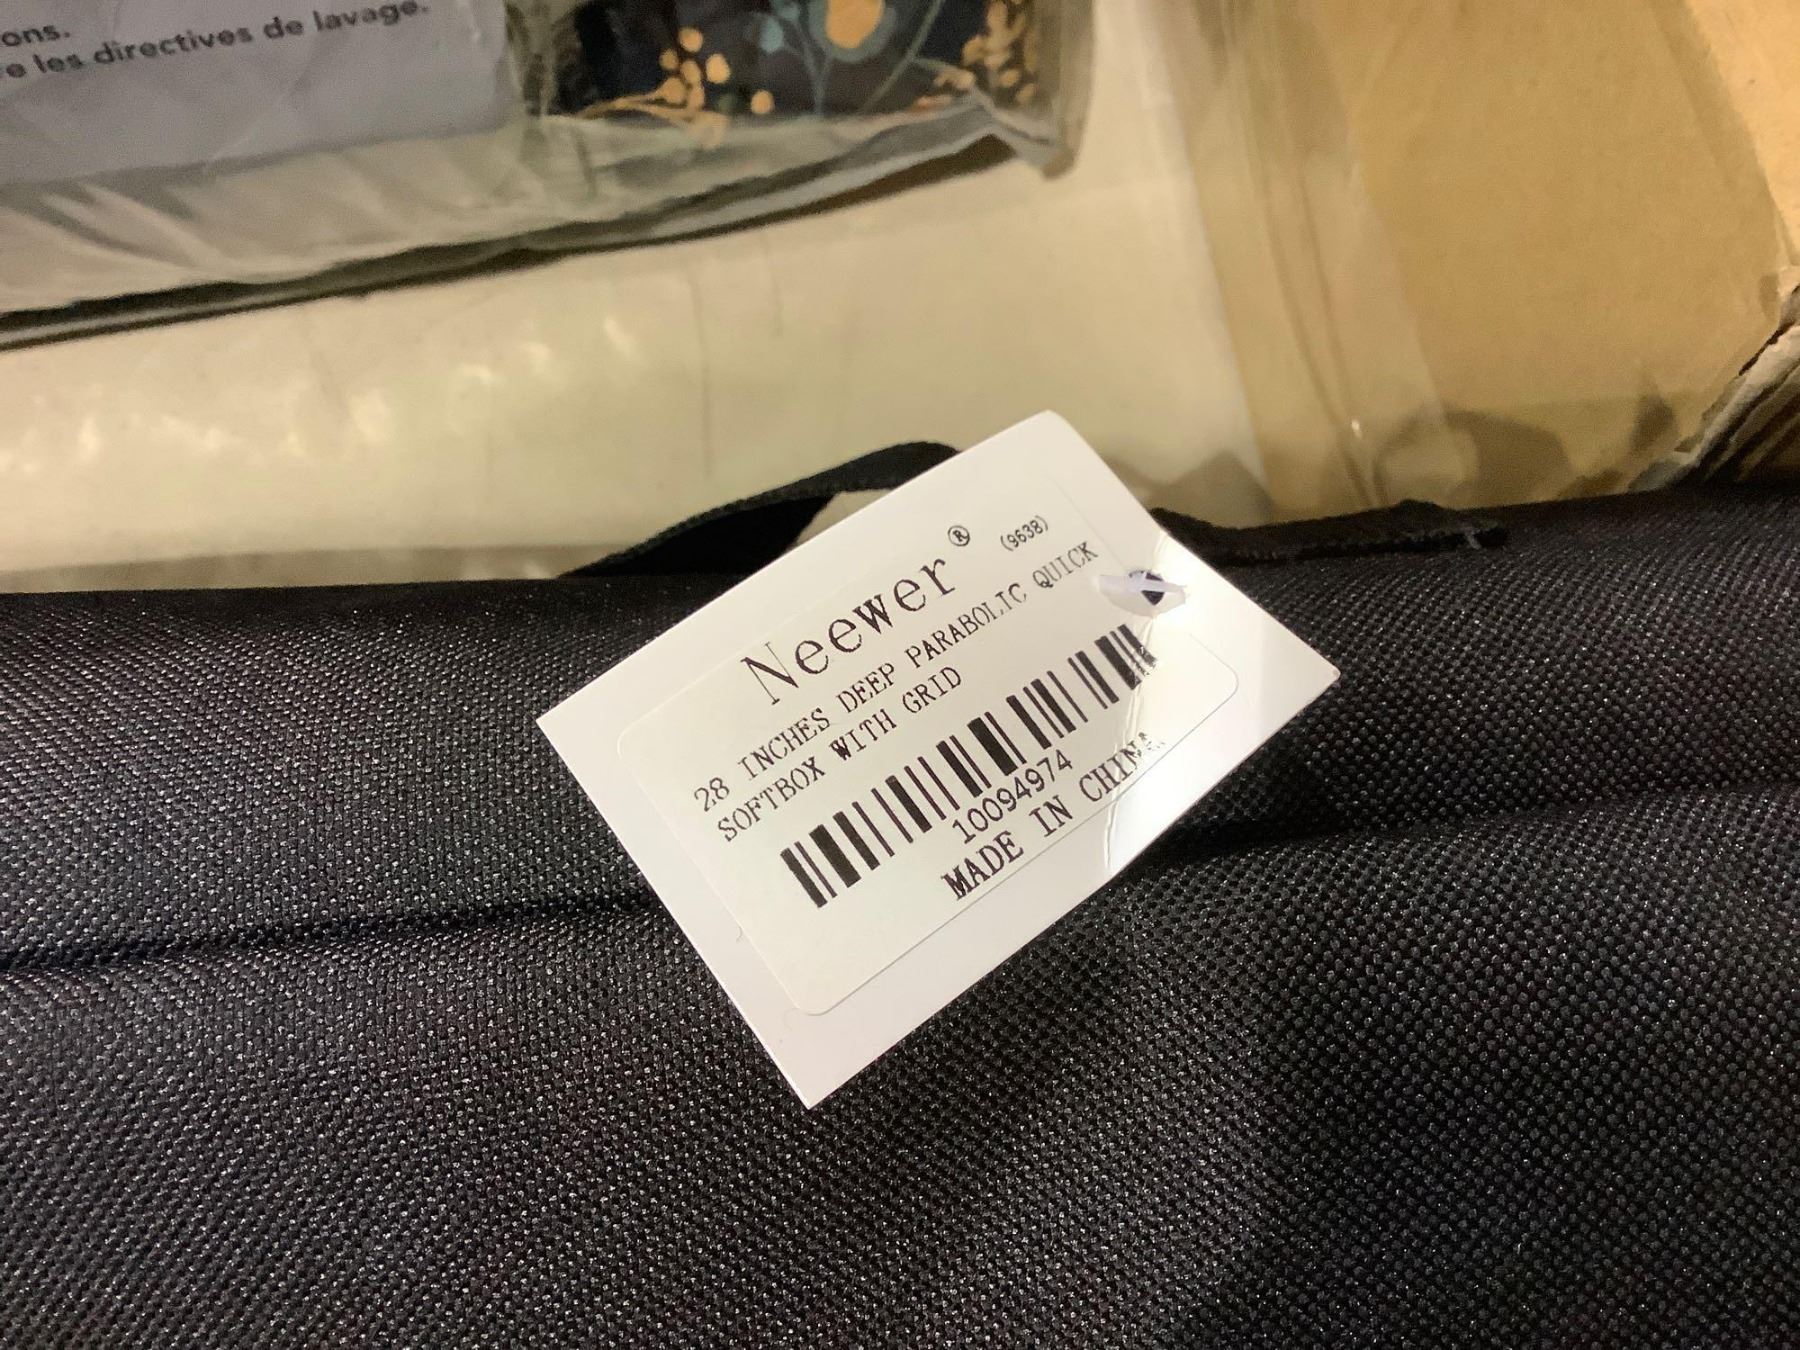 ons.
e les directives de lavage.
Neewer® (9638)
28 INCHES DEEP PARABOLIC QUICK
SOFTBOX WITH GRID
10094974
MADE IN CHINA